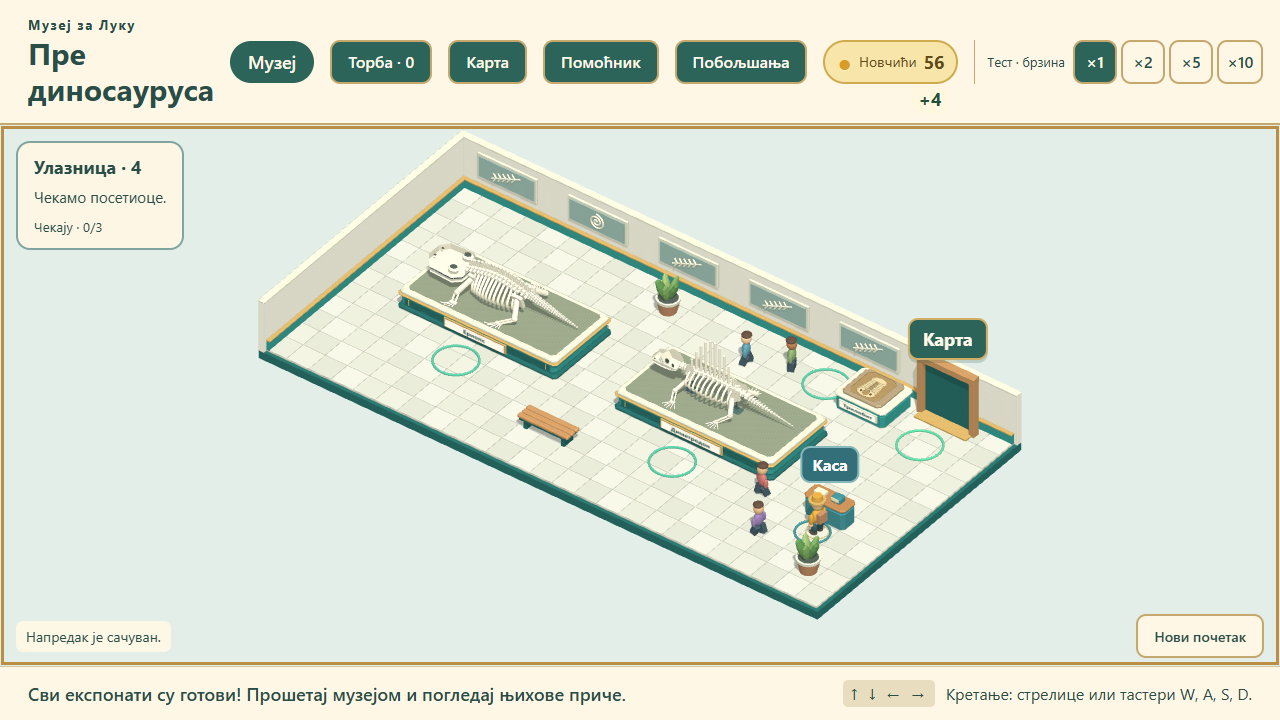 Музеј за Луку
Пре
диносауруса
Музеј
Торба · 0
Карта
Помоћник
Побољшања
Новчићи 56
+4
Тест · брзина
×1
×2
×5
×10
Улазница · 4
Чекамо посетиоце.
Чекају · 0/3
Карта
Каса
Напредак је сачуван.
Нови почетак
Сви експонати су готови! Прошетај музејом и погледај њихове приче.
↑ ↓ ← →
Кретање: стрелице или тастери W, A, S, D.